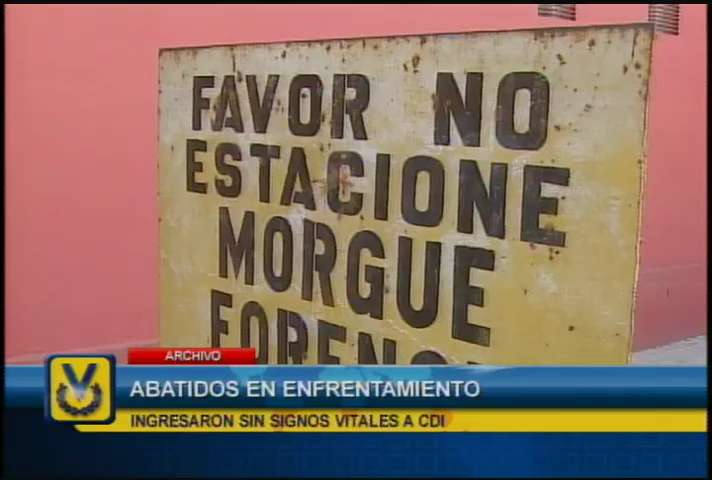 FAVOR NO
ESTACIONE
MORGUE
ARCHIVO
ABATIDOS EN ENFRENTAMIENTO
INGRESARON SIN SIGNOS VITALES A CDI